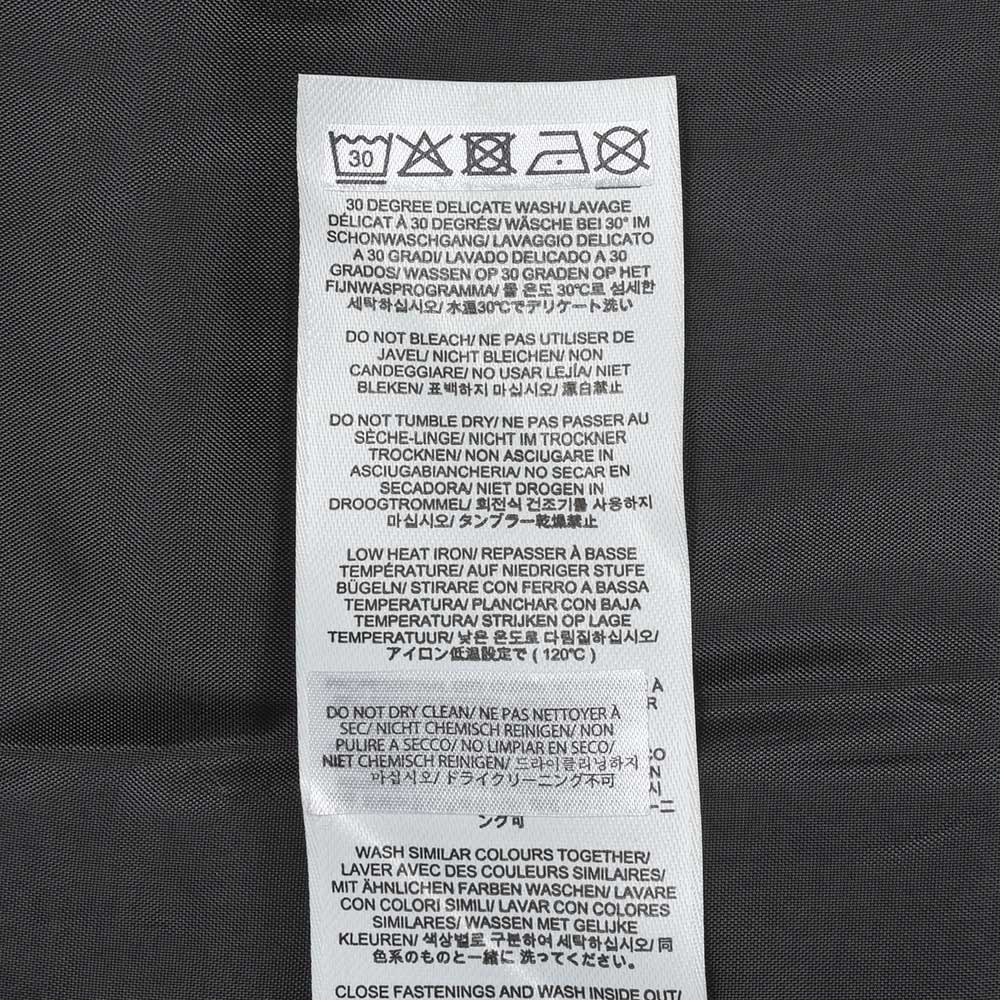 30
30 DEGREE DELICATE WASH/ LAVAGE
DÉLICAT À 30 DEGRÉS/ WÄSCHE BEI 30° IM
SCHONWASCHGANG/ LAVAGGIO DELICATO
A 30 GRADI/ LAVADO DELICADO A 30
GRADOS/ WASSEN OP 30 GRADEN OP HET
FIJNWASPROGRAMMA/ 물 온도 30℃로 섬세한
세탁하십시오/ 水温30℃でデリケート洗い
DO NOT BLEACH/ NE PAS UTILISER DE
JAVEL/ NICHT BLEICHEN/ NON
CANDEGGIARE/ NO USAR LEJÍA/ NIET
BLEKEN/ 표백하지 마십시오/ 漂白禁止
DO NOT TUMBLE DRY/ NE PAS PASSER AU
SÈCHE-LINGE/ NICHT IM TROCKNER
TROCKNEN/ NON ASCIUGARE IN
ASCIUGABIANCHERIA/ NO SECAR EN
SECADORA/ NIET DROGEN IN
DROOGTROMMEL/ 회전식 건조기를 사용하지
마십시오/ タンブラー乾燥禁止
LOW HEAT IRON/ REPASSER À BASSE
TEMPÉRATURE/ AUF NIEDRIGER STUFE
BÜGELN/ STIRARE CON FERRO A BASSA
TEMPERATURA/ PLANCHAR CON BAJA
TEMPERATURA/ STRIJKEN OP LAGE
TEMPERATUUR/ 낮은 온도로 다림질하십시오/
アイロン低温設定で ( 120℃ )
DO NOT DRY CLEAN/ NE PAS NETTOYER À
SEC/ NICHT CHEMISCH REINIGEN/ NON
PULIRE A SECCO/ NO LIMPIAR EN SECO/
NIET CHEMISCH REINIGEN/ 드라이클리닝하지
마십시오/ ドライクリーニング不可
ング可
WASH SIMILAR COLOURS TOGETHER/
LAVER AVEC DES COULEURS SIMILAIRES/
MIT ÄHNLICHEN FARBEN WASCHEN/ LAVARE
CON COLORI SIMILI/ LAVAR CON COLORES
SIMILARES/ WASSEN MET GELIJKE
KLEUREN/ 색상별로 구분하여 세탁하십시오/ 同
色系のものと一緒に 洗ってください。
CLOSE FASTENINGS AND WASH INSIDE OUT/